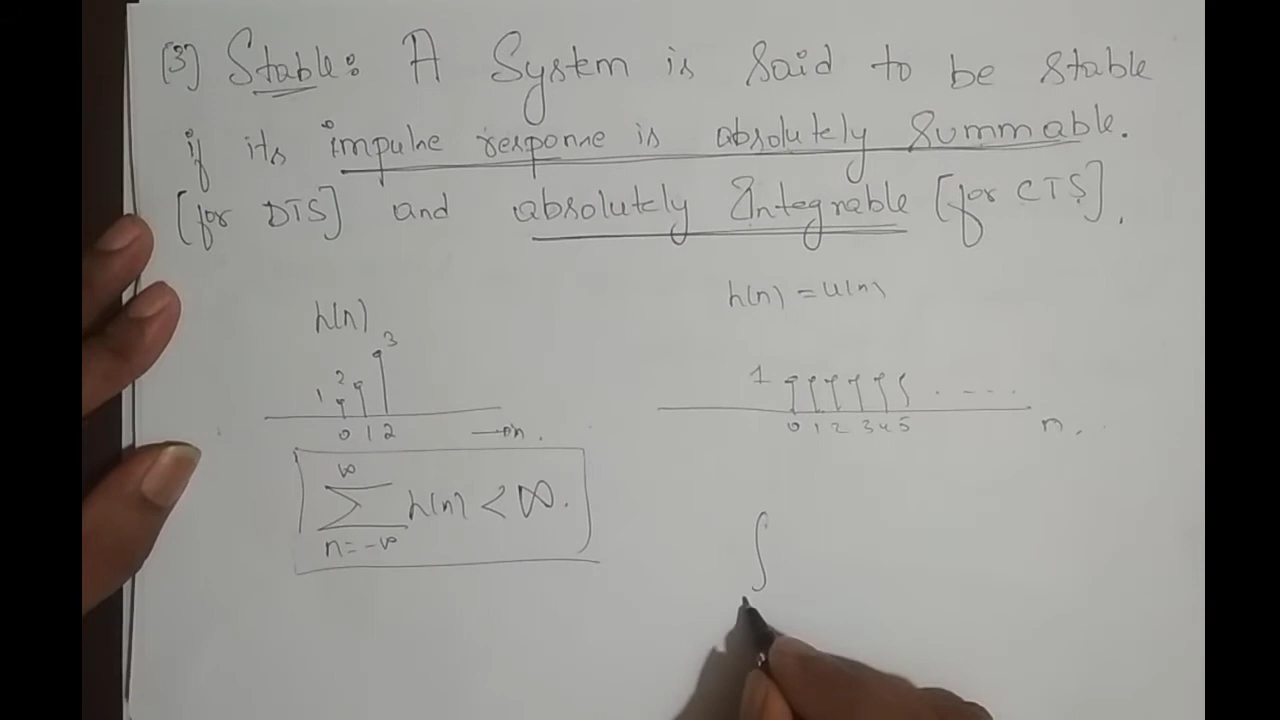 (3) Stable: A System is said to be stable
if its impulse response is absolutely Summable.
[for DTS] and absolutely Integrable [for CTS].
h(n)
1 2 3
0 1 2 → n.
∞
∑ h(n) < ∞.
n=-∞
h(n) = u(n)
1 . - - - .
0 1 2 3 4 5 n.
∫